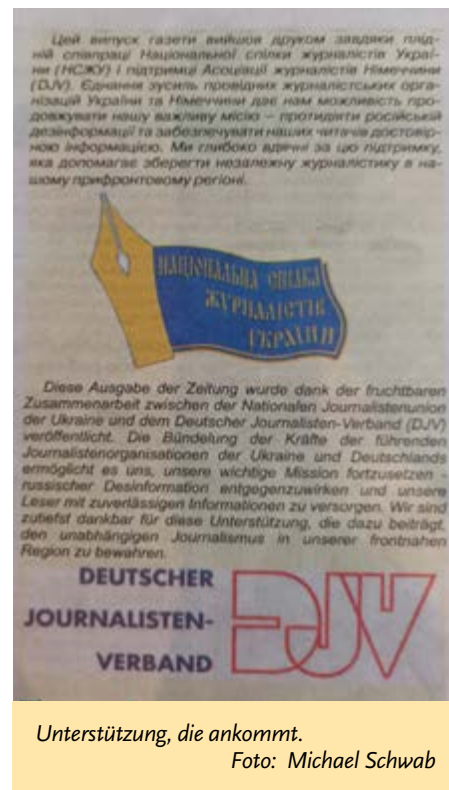 Цей випуск газети вийшов друком завдяки плід-
ній співпраці Національної спілки журналістів Украї-
ни (НСЖУ) і підтримці Асоціації журналістів Німеччини
(DJV). Єднання зусиль провідних журналістських орга-
нізацій України та Німеччини дає нам можливість про-
довжувати нашу важливу місію – протидіяти російській
дезінформації та забезпечувати наших читачів достовір-
ною інформацією. Ми глибоко вдячні за цю підтримку,
яка допомагає зберегти незалежну журналістику в на-
шому прифронтовому регіоні.
НАЦІОНАЛЬНА СПІЛКА
ЖУРНАЛІСТІВ
УКРАЇНИ
Diese Ausgabe der Zeitung wurde dank der fruchtbaren
Zusammenarbeit zwischen der Nationalen Journalistenunion
der Ukraine und dem Deutscher Journalisten-Verband (DJV)
veröffentlicht. Die Bündelung der Kräfte der führenden
Journalistenorganisationen der Ukraine und Deutschlands
ermöglicht es uns, unsere wichtige Mission fortzusetzen -
russischer Desinformation entgegenzuwirken und unsere
Leser mit zuverlässigen Informationen zu versorgen. Wir sind
zutiefst dankbar für diese Unterstützung, die dazu beiträgt,
den unabhängigen Journalismus in unserer frontnahen
Region zu bewahren.
DEUTSCHER
JOURNALISTEN-
VERBAND
DJV
Unterstützung, die ankommt.
Foto: Michael Schwab